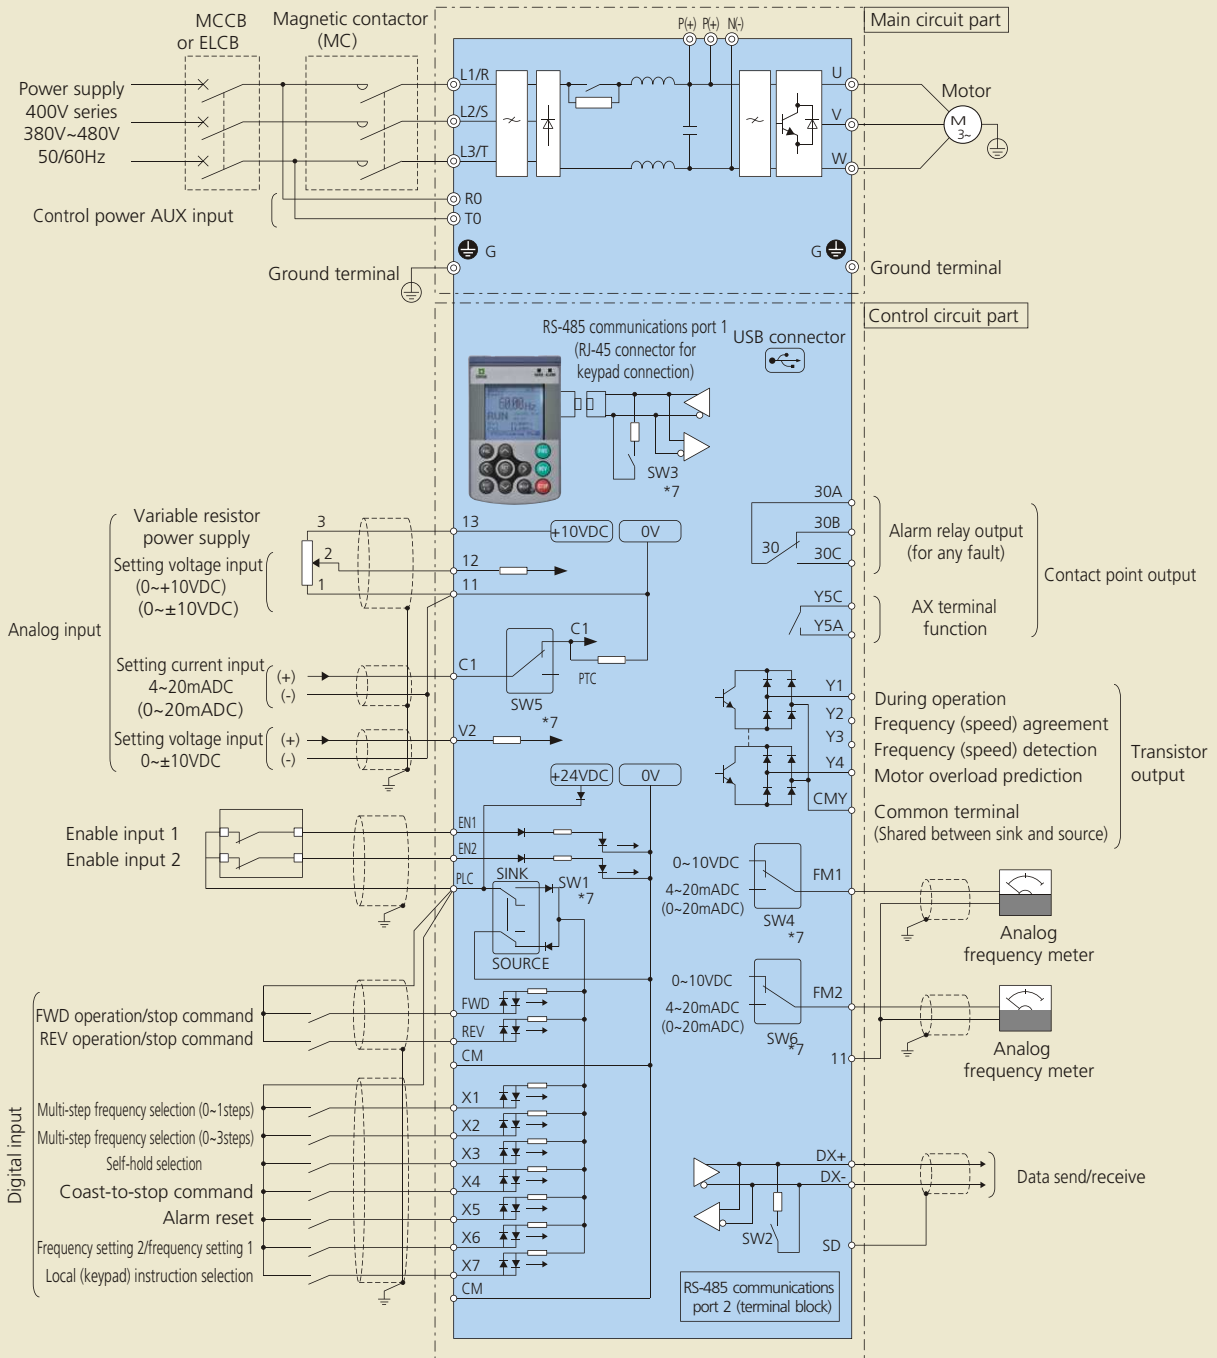 MCCB
or ELCB
Magnetic contactor
(MC)
P(+) P(+) N(-)
Main circuit part
Power supply
400V series
380V~480V
50/60Hz
L1/R
L2/S
L3/T
R0
T0
U
V
W
Motor
M
3~
Control power AUX input
G
G
Ground terminal
Ground terminal
Control circuit part
RS-485 communications port 1
(RJ-45 connector for
keypad connection)
USB connector
60.00 Hz
RUN
STOP
SW3
*7
Analog input
Variable resistor
power supply
Setting voltage input
(0~+10VDC)
(0~±10VDC)
3
2
1
13
12
11
+10VDC
0V
Setting current input
4~20mADC
(0~20mADC)
(+)
(-)
C1
C1
PTC
SW5
*7
Setting voltage input
0~±10VDC
(+)
(-)
V2
30A
30B
30C
30
Alarm relay output
(for any fault)
Y5C
Y5A
AX terminal
function
Contact point output
Y1
Y2
Y3
Y4
CMY
During operation
Frequency (speed) agreement
Frequency (speed) detection
Motor overload prediction
Common terminal
(Shared between sink and source)
Transistor
output
+24VDC
0V
Enable input 1
Enable input 2
EN1
EN2
PLC
SINK
SW1
*7
SOURCE
0~10VDC
4~20mADC
(0~20mADC)
SW4
*7
FM1
Analog
frequency meter
0~10VDC
4~20mADC
(0~20mADC)
SW6
*7
FM2
11
Analog
frequency meter
Digital input
FWD operation/stop command
REV operation/stop command
FWD
REV
CM
Multi-step frequency selection (0~1steps)
Multi-step frequency selection (0~3steps)
Self-hold selection
Coast-to-stop command
Alarm reset
Frequency setting 2/frequency setting 1
Local (keypad) instruction selection
X1
X2
X3
X4
X5
X6
X7
CM
DX+
DX-
SD
SW2
Data send/receive
RS-485 communications
port 2 (terminal block)